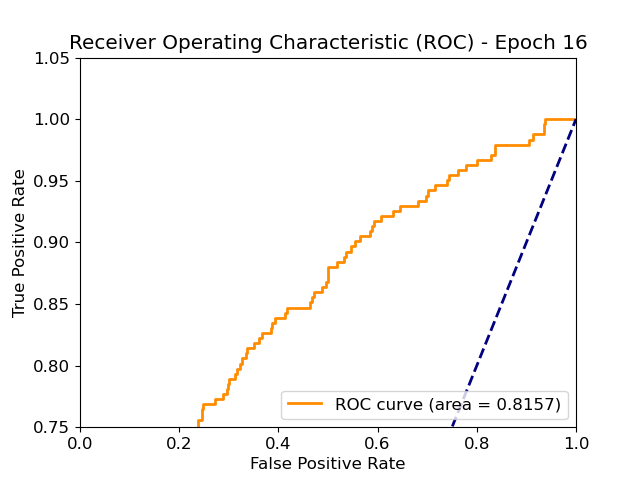 Receiver Operating Characteristic (ROC) - Epoch 16
1.05
1.00
0.95
0.90
0.85
0.80
0.75
True Positive Rate
ROC curve (area = 0.8157)
0.0 0.2 0.4 0.6 0.8 1.0
False Positive Rate